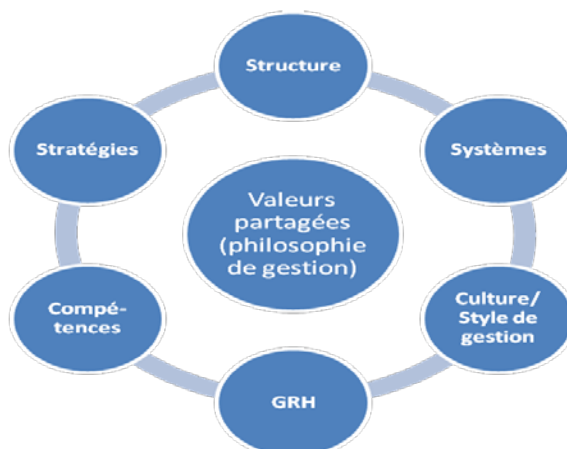 Structure
Stratégies
Systèmes
Valeurs
partagées
(philosophie
de gestion)
Compé-
tences
Culture/
Style de
gestion
GRH